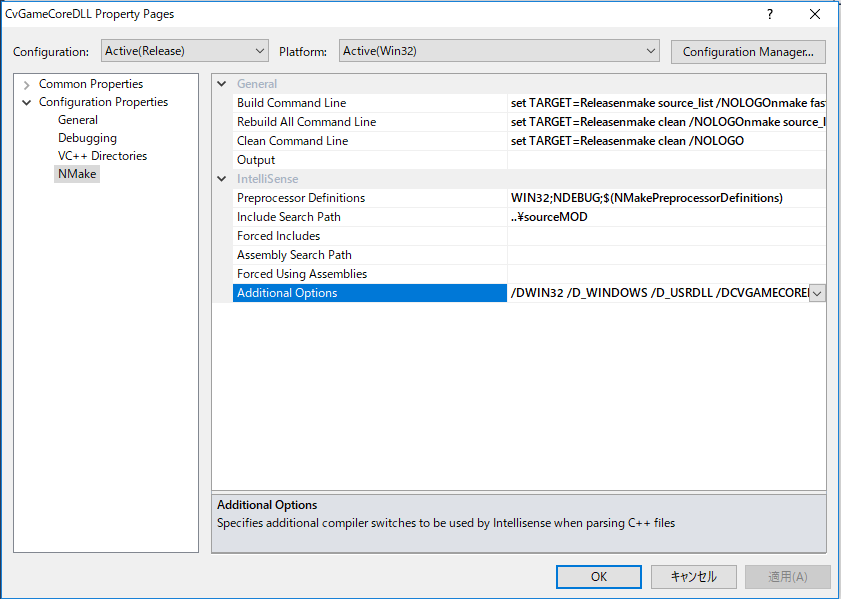 CvGameCoreDLL Property Pages
?
Configuration: Active(Release) Platform: Active(Win32) Configuration Manager...
Common Properties
Configuration Properties
General
Debugging
VC++ Directories
NMake
General
Build Command Line set TARGET=Releasenmake source_list /NOLOGOnmake fas
Rebuild All Command Line set TARGET=Releasenmake clean /NOLOGOnmake source_l
Clean Command Line set TARGET=Releasenmake clean /NOLOGO
Output
IntelliSense
Preprocessor Definitions WIN32;NDEBUG;$(NMakePreprocessorDefinitions)
Include Search Path ..¥sourceMOD
Forced Includes
Assembly Search Path
Forced Using Assemblies
Additional Options /DWIN32 /D_WINDOWS /D_USRDLL /DCVGAMECORE
Additional Options
Specifies additional compiler switches to be used by Intellisense when parsing C++ files
OK キャンセル 適用(A)